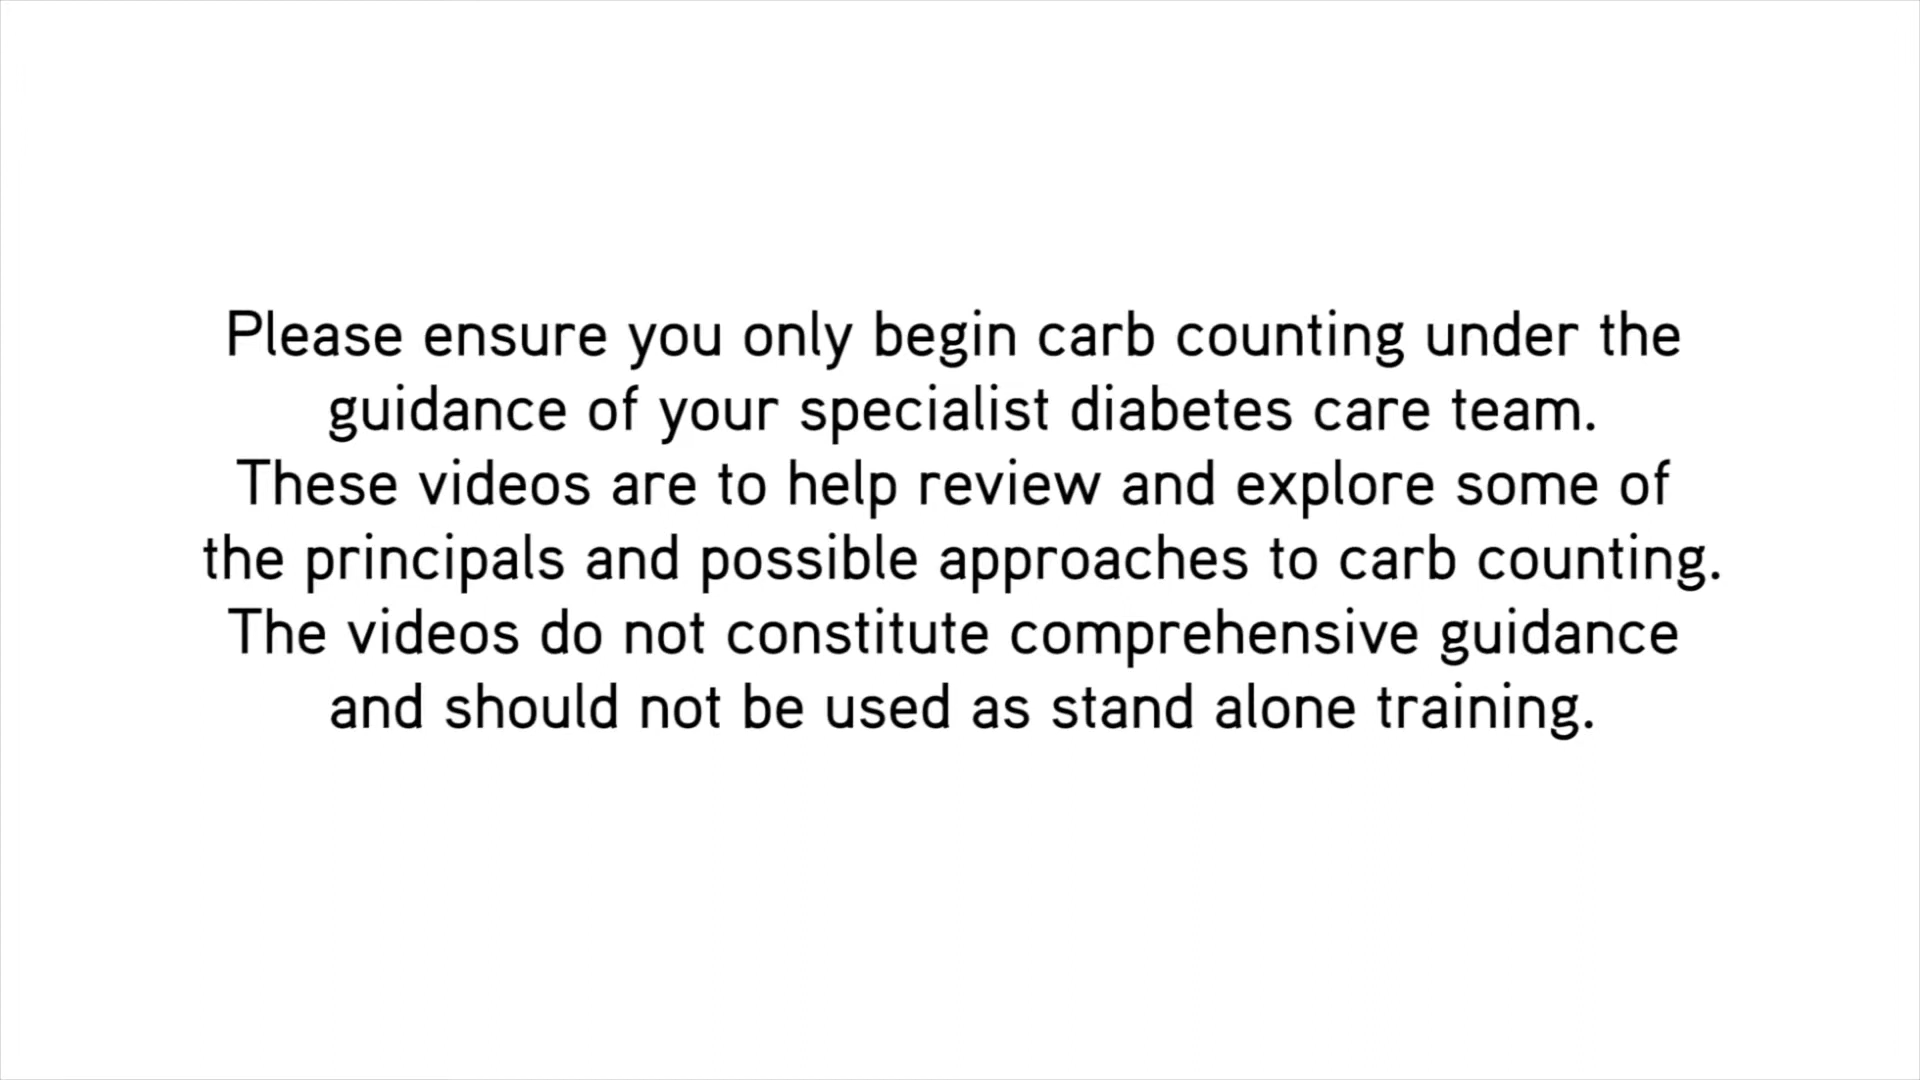 Please ensure you only begin carb counting under the
guidance of your specialist diabetes care team.
These videos are to help review and explore some of
the principals and possible approaches to carb counting.
The videos do not constitute comprehensive guidance
and should not be used as stand alone training.